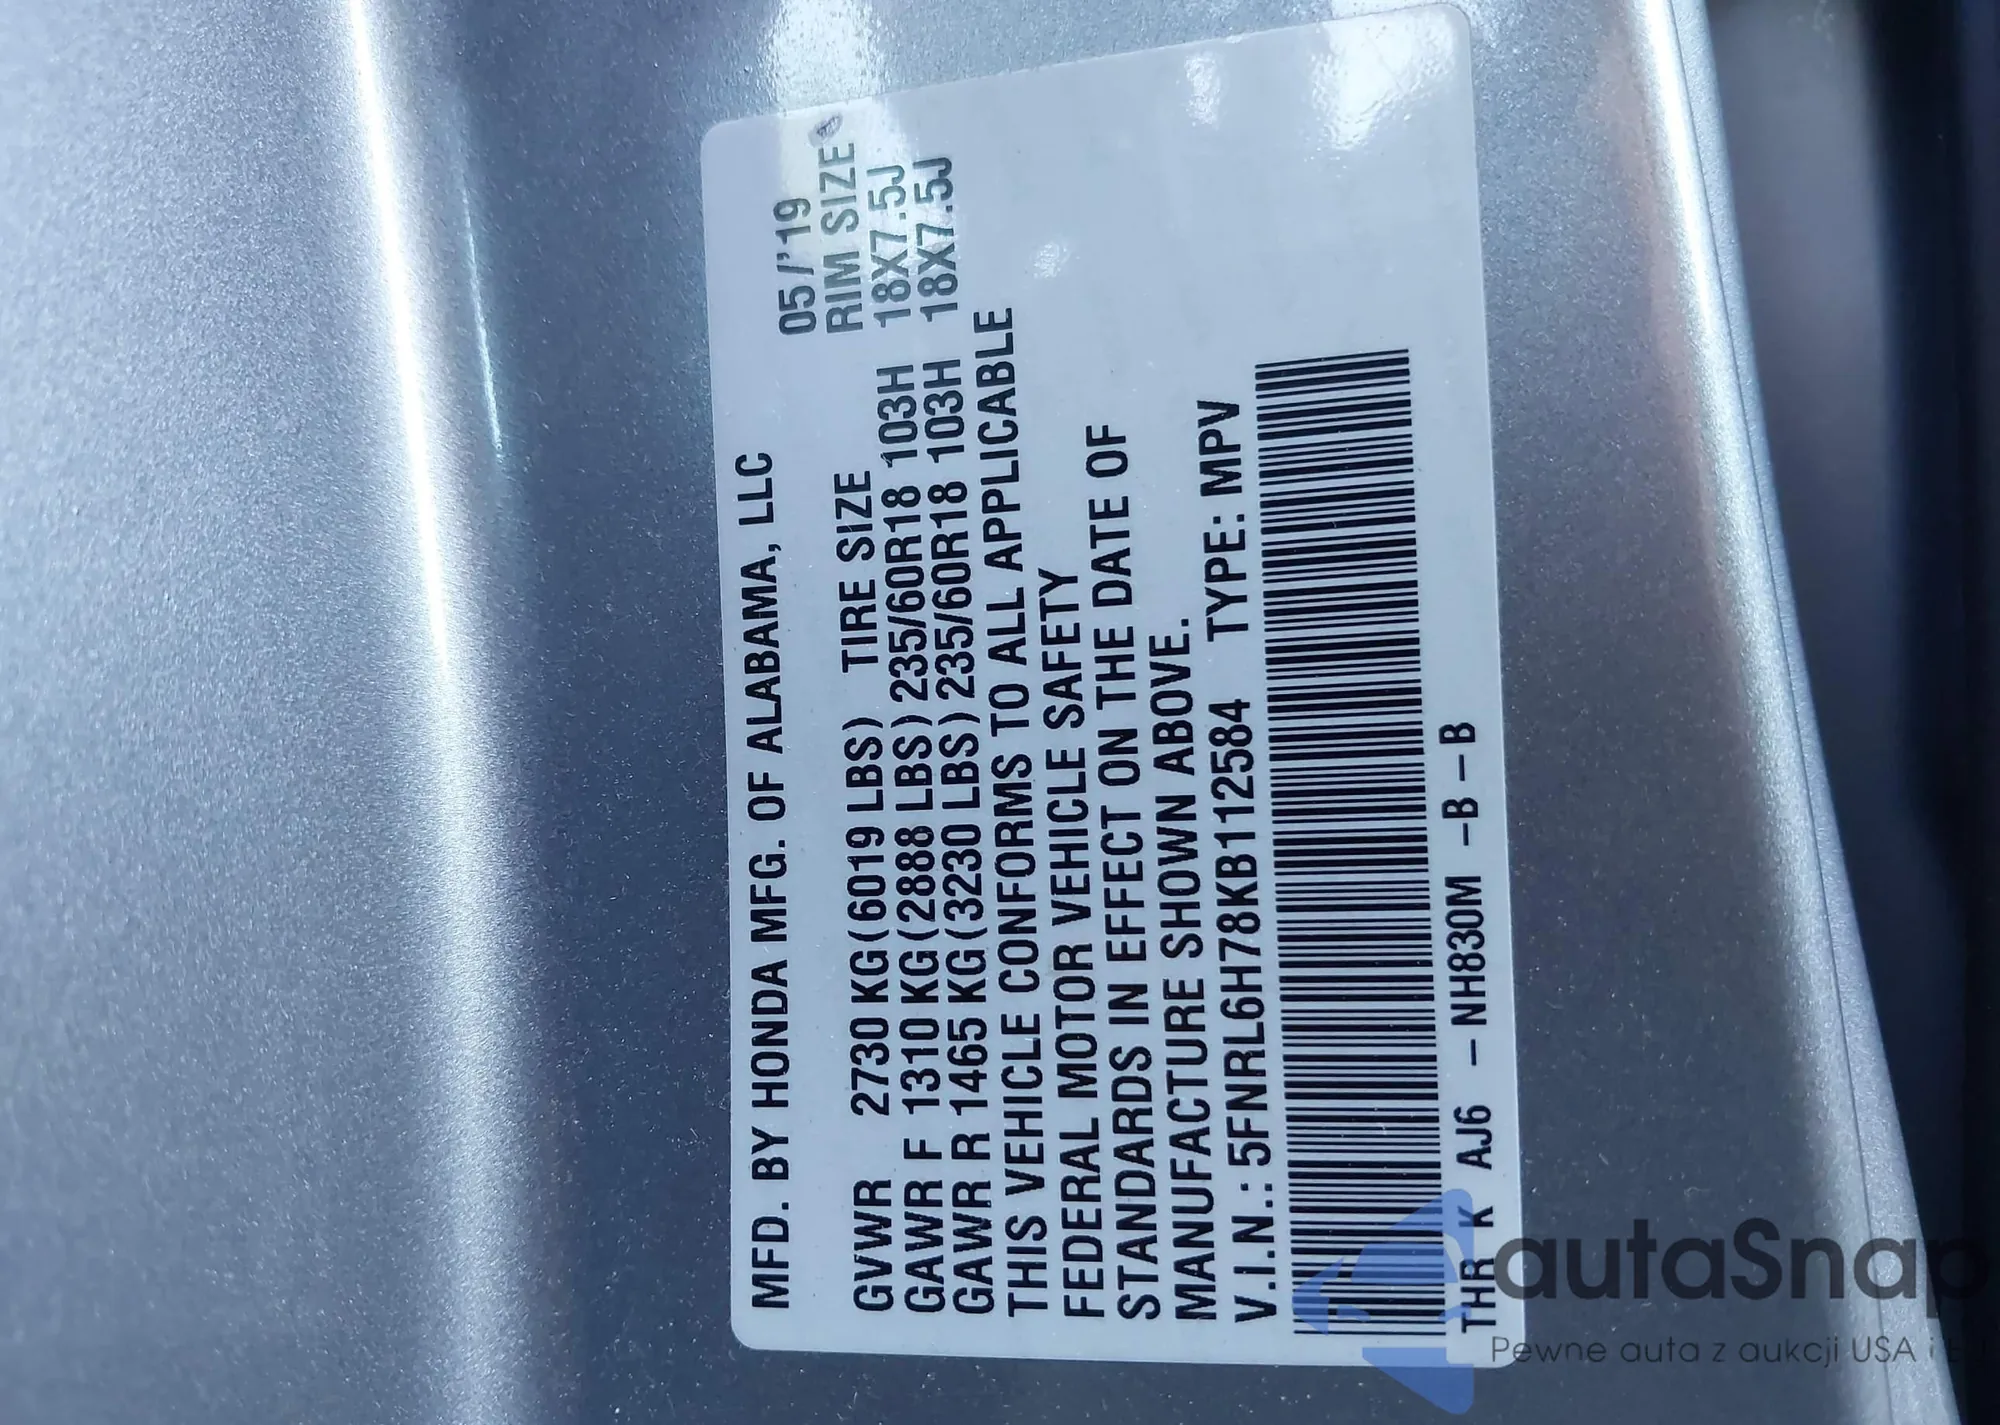 MFD. BY HONDA MFG. OF ALABAMA, LLC 05/'19
GVWR 2730 KG(6019 LBS) TIRE SIZE RIM SIZE
GAWR F 1310 KG(2888 LBS)235/60R18 103H 18X7.5J
GAWR R 1465 KG(3230 LBS)235/60R18 103H 18X7.5J
THIS VEHICLE CONFORMS TO ALL APPLICABLE
FEDERAL MOTOR VEHICLE SAFETY
STANDARDS IN EFFECT ON THE DATE OF
MANUFACTURE SHOWN ABOVE.
V.I.N.: 5FNRL6H78KB112584 TYPE: MPV
THR K AJ6 - NH830M -B-B
autaSnap
Pewne auta z aukcji USA i